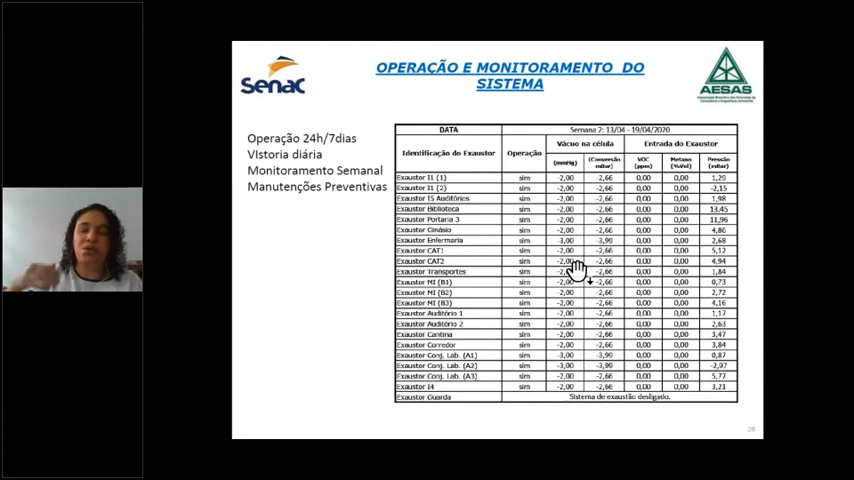 senac
OPERAÇÃO E MONITORAMENTO DO
SISTEMA
AESAS
Operação 24h/7dias
VIstoria diária
Monitoramento Semanal
Manutenções Preventivas
DATA Semana 2: 13/04 - 19/04/2020
Identificação do Exaustor Operação Vácuo na célula Entrada do Exaustor
(mmHg) (Conversão mBar) VOC (ppm) Metano (%Vol) Pressão (mBar)
Exaustor I1 (1) sim -2,00 -2,66 0,00 0,00 1,29
Exaustor I1 (2) sim -2,00 -2,66 0,00 0,00 -2,15
Exaustor I5 Auditórios sim -2,00 -2,66 0,00 0,00 1,98
Exaustor Biblioteca sim -2,00 -2,66 0,00 0,00 13,45
Exaustor Portaria 3 sim -2,00 -2,66 0,00 0,00 11,96
Exaustor Ginásio sim -2,00 -2,66 0,00 0,00 4,86
Exaustor Enfermaria sim -3,00 -3,99 0,00 0,00 2,68
Exaustor CAT1 sim -2,00 -2,66 0,00 0,00 5,12
Exaustor CAT2 sim -2,00 -2,66 0,00 0,00 4,94
Exaustor Transportes sim -2,66 0,00 0,00 1,84
Exaustor MI (B1) sim -2,00 -2,66 0,00 0,00 0,73
Exaustor MI (B2) sim -2,00 -2,66 0,00 0,00 2,72
Exaustor MI (B3) sim -2,00 -2,66 0,00 0,00 4,16
Exaustor Auditório 1 sim -2,00 -2,66 0,00 0,00 1,17
Exaustor Auditório 2 sim -2,00 -2,66 0,00 0,00 2,63
Exaustor Cantina sim -2,00 -2,66 0,00 0,00 3,47
Exaustor Corredor sim -2,00 -2,66 0,00 0,00 3,84
Exaustor Conj. Lab. (A1) sim -3,00 -3,99 0,00 0,00 0,87
Exaustor Conj. Lab. (A2) sim -3,00 -3,99 0,00 0,00 -2,97
Exaustor Conj. Lab. (A3) sim -2,00 -2,66 0,00 0,00 5,77
Exaustor I4 sim -2,00 -2,66 0,00 0,00 3,21
Exaustor Guarda Sistema de exaustão desligado.
28